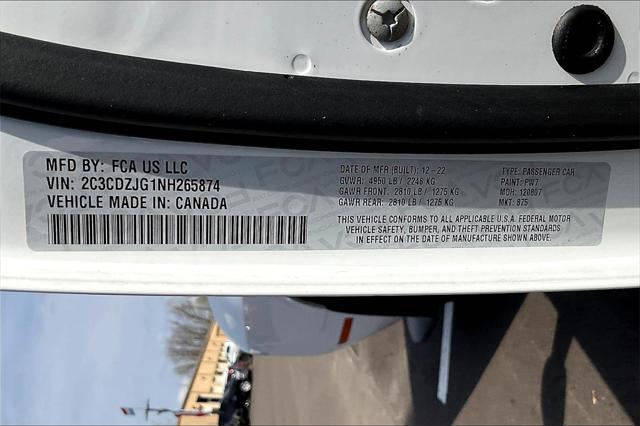 MFD BY: FCA US LLC
VIN: 2C3CDZJG1NH265874
VEHICLE MADE IN: CANADA
DATE OF MFR (BUILT): 12-22
GVWR: 4950 LB / 2246 KG
GAWR FRONT: 2810 LB / 1275 KG
GAWR REAR: 2810 LB / 1275 KG
TYPE: PASSENGER CAR
PAINT: PW7
MDH: 120807
MKT: 875
THIS VEHICLE CONFORMS TO ALL APPLICABLE U.S.A. FEDERAL MOTOR
VEHICLE SAFETY, BUMPER, AND THEFT PREVENTION STANDARDS
IN EFFECT ON THE DATE OF MANUFACTURE SHOWN ABOVE.